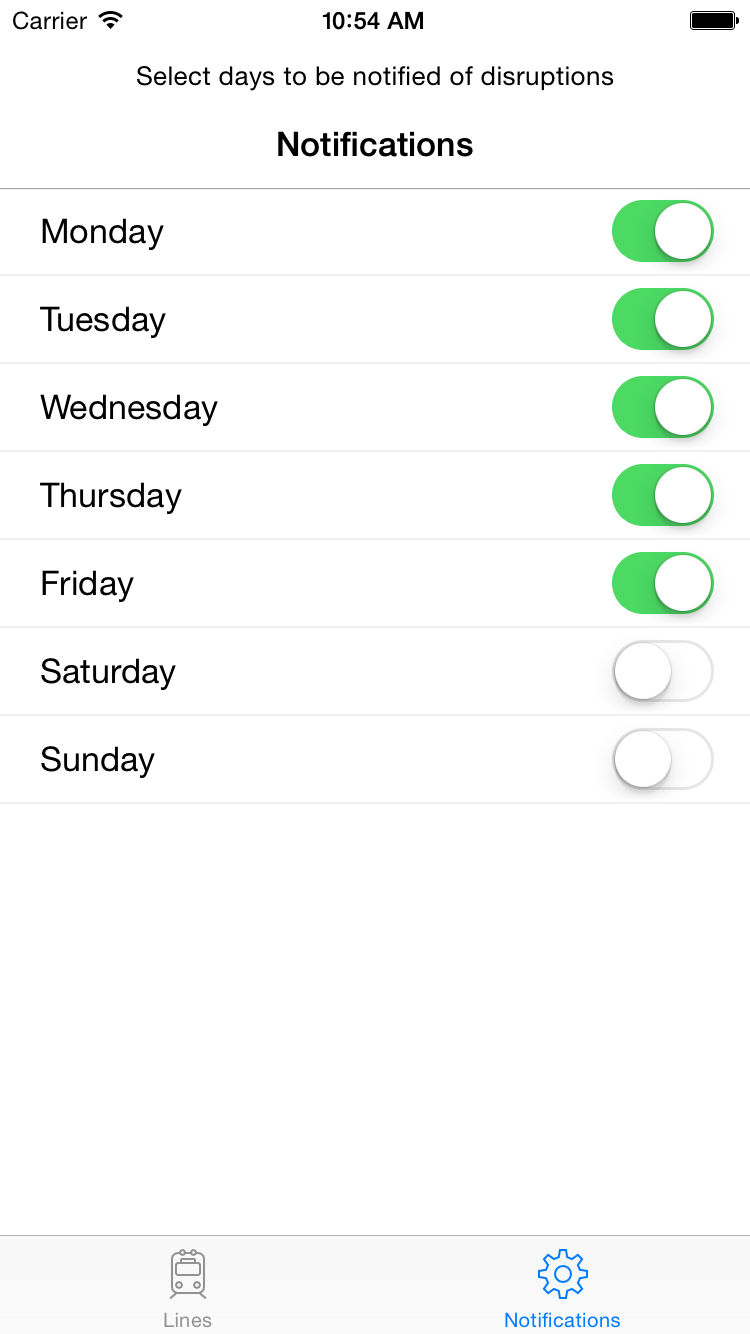 Carrier 10:54 AM
Select days to be notified of disruptions
Notifications
Monday
Tuesday
Wednesday
Thursday
Friday
Saturday
Sunday
Lines Notifications